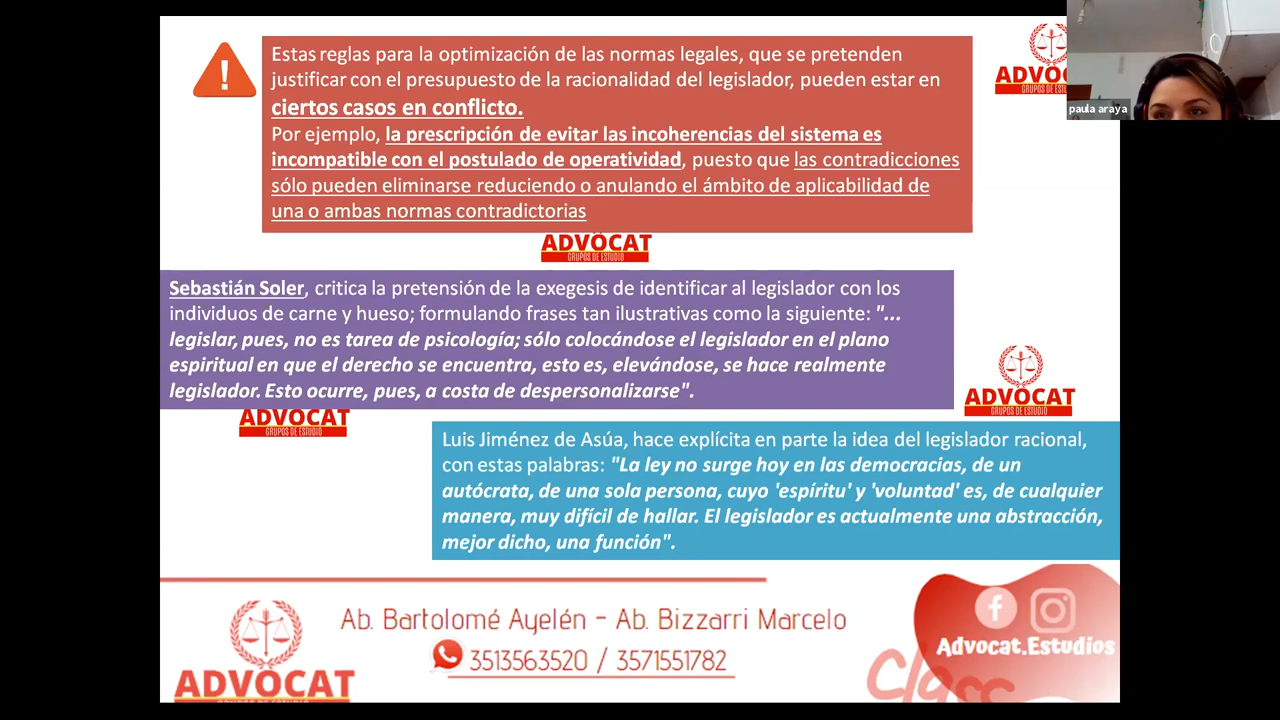 Estas reglas para la optimización de las normas legales, que se pretenden
justificar con el presupuesto de la racionalidad del legislador, pueden estar en
ciertos casos en conflicto.
Por ejemplo, la prescripción de evitar las incoherencias del sistema es
incompatible con el postulado de operatividad, puesto que las contradicciones
sólo pueden eliminarse reduciendo o anulando el ámbito de aplicabilidad de
una o ambas normas contradictorias
ADVOC
GRUPOS DE ESTUDIO
paula araya
ADVOCAT
GRUPOS DE ESTUDIO
Sebastián Soler, critica la pretensión de la exegesis de identificar al legislador con los
individuos de carne y hueso; formulando frases tan ilustrativas como la siguiente: "...
legislar, pues, no es tarea de psicología; sólo colocándose el legislador en el plano
espiritual en que el derecho se encuentra, esto es, elevándose, se hace realmente
legislador. Esto ocurre, pues, a costa de despersonalizarse".
ADVOCAT
GRUPOS DE ESTUDIO
ADVOCAT
GRUPOS DE ESTUDIO
Luis Jiménez de Asúa, hace explícita en parte la idea del legislador racional,
con estas palabras: "La ley no surge hoy en las democracias, de un
autócrata, de una sola persona, cuyo 'espíritu' y 'voluntad' es, de cualquier
manera, muy difícil de hallar. El legislador es actualmente una abstracción,
mejor dicho, una función".
Ab. Bartolomé Ayelén - Ab. Bizzarri Marcelo
3513563520 / 3571551782
ADVOCAT
GRUPOS DE ESTUDIO
Advocat.Estudios
Class